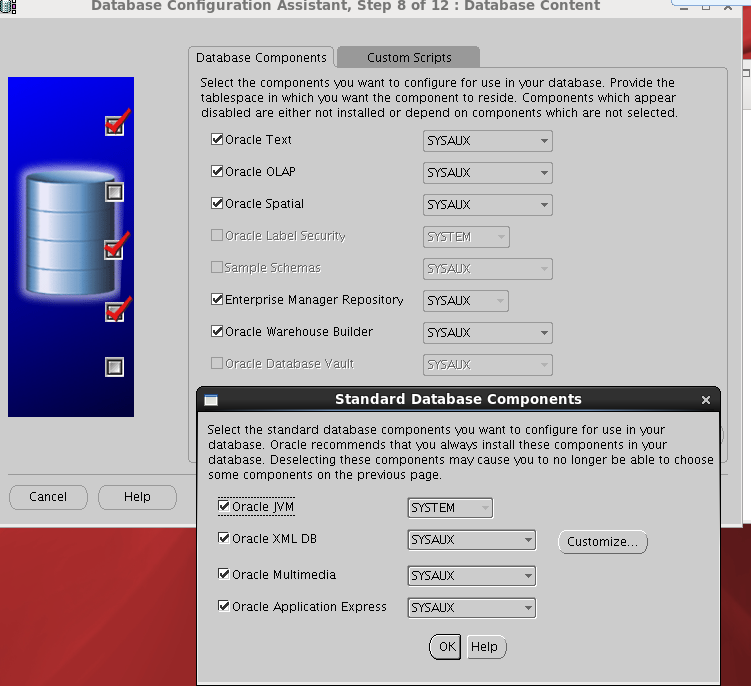 Database Configuration Assistant, Step 8 of 12 : Database Content
Database Components
Custom Scripts
Select the components you want to configure for use in your database. Provide the
tablespace in which you want the component to reside. Components which appear
disabled are either not installed or depend on components which are not selected.
Oracle Text SYSAUX
Oracle OLAP SYSAUX
Oracle Spatial SYSAUX
Oracle Label Security SYSTEM
Sample Schemas SYSAUX
Enterprise Manager Repository SYSAUX
Oracle Warehouse Builder SYSAUX
Oracle Database Vault SYSAUX
Cancel Help
Standard Database Components
Select the standard database components you want to configure for use in your
database. Oracle recommends that you always install these components in your
database. Deselecting these components may cause you to no longer be able to choose
some components on the previous page.
Oracle JVM SYSTEM
Oracle XML DB SYSAUX Customize...
Oracle Multimedia SYSAUX
Oracle Application Express SYSAUX
OK Help